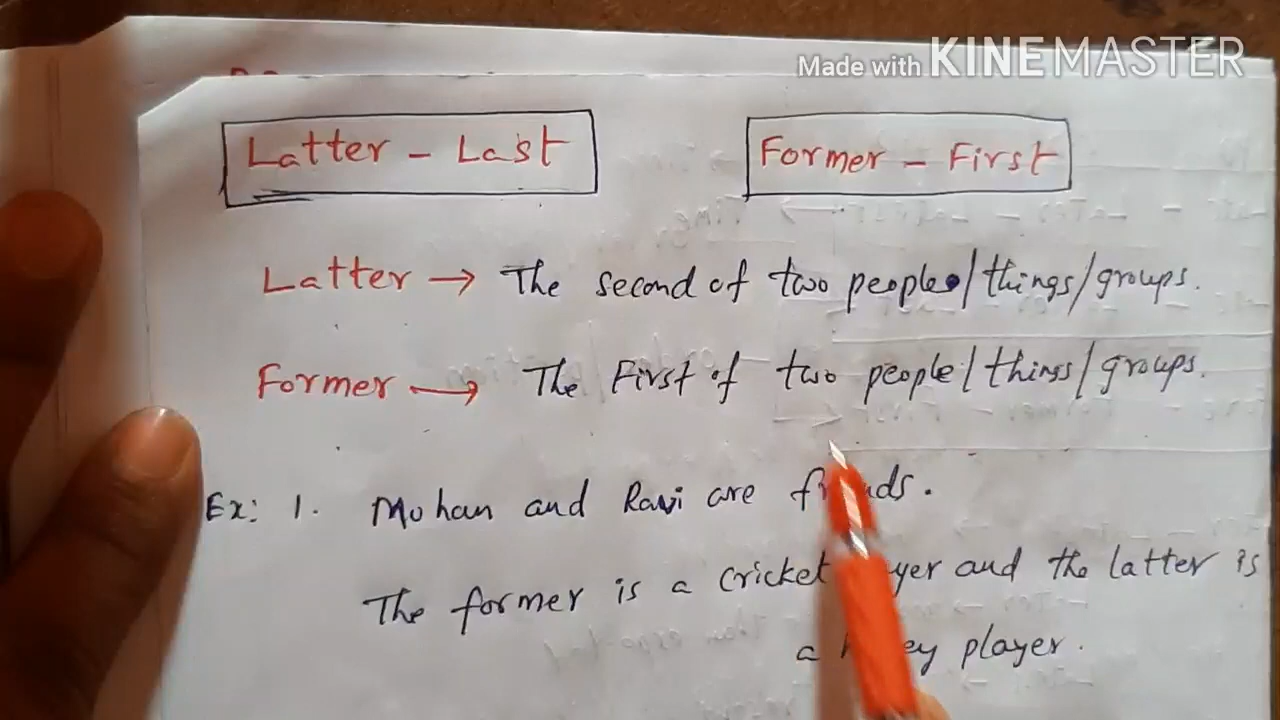 Made with KINEMASTER
Latter - Last
Former - First
Latter → The second of two people/things/groups.
Former → The First of two people/things/groups.
Ex: 1. Mohan and Ravi are friends.
The former is a cricket player and the latter is
a player.